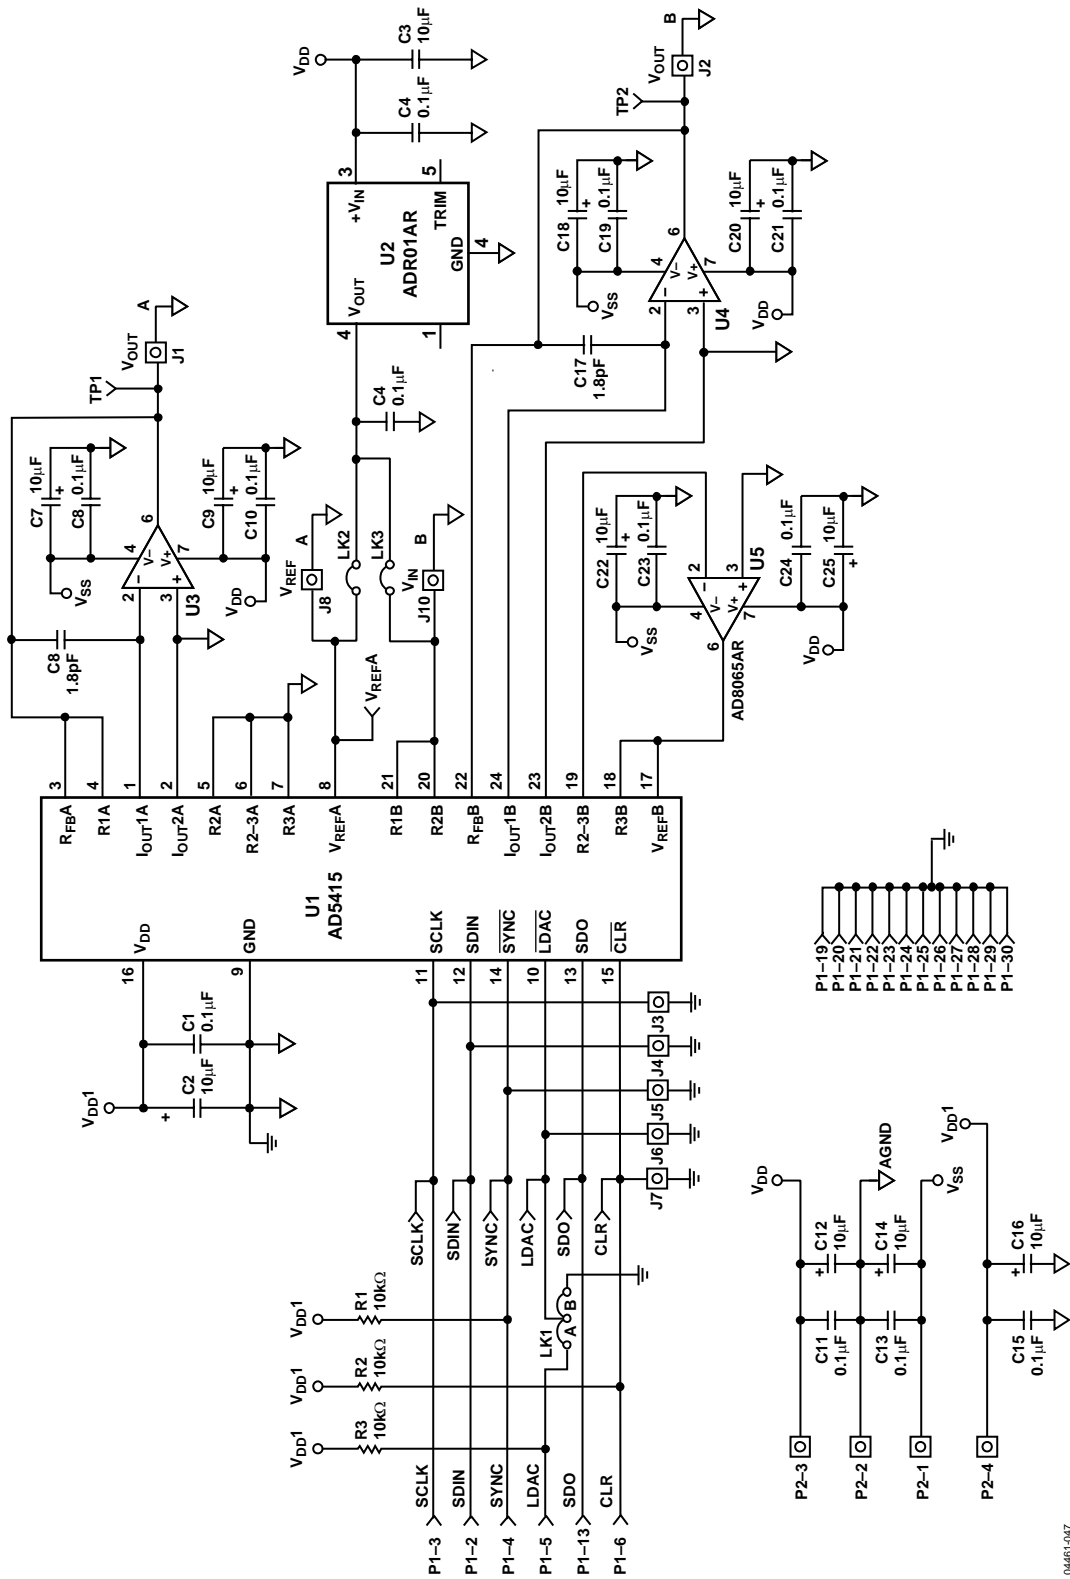 VDD
C3
10µF
C4
0.1µF
3
+VIN
5
TRIM
U2
ADR01AR
VOUT
GND
4
4
1
C4
0.1µF
VOUT
A
J1
TP1
C7
10µF
+
C8
0.1µF
C9
10µF
+
C10
0.1µF
VSS
4
V–
6
V+
7
2
–
3
+
U3
VDD
C8
1.8pF
VREF
A
J8
LK2
LK3
VIN
B
J10
VREFA
VOUT
B
J2
TP2
C18
10µF
+
C19
0.1µF
C20
10µF
+
C21
0.1µF
VSS
4
V–
6
V+
7
2
–
3
+
U4
VDD
C17
1.8pF
C22
10µF
+
C23
0.1µF
C24
0.1µF
C25
10µF
+
VSS
2
–
3
+
4
V–
V+
7
6
U5
VDD
AD8065AR
3
RFBA
4
R1A
1
IOUT1A
2
IOUT2A
5
R2A
6
R2–3A
7
R3A
8
VREFA
21
R1B
20
R2B
22
RFBB
24
IOUT1B
23
IOUT2B
19
R2–3B
18
R3B
17
VREFB
U1
AD5415
VDD
16
GND
9
SCLK
11
SDIN
12
SYNC
14
LDAC
10
SDO
13
CLR
15
C1
0.1µF
C2
10µF
+
VDD1
J3
J4
J5
J6
J7
SCLK
SDIN
SYNC
LDAC
SDO
CLR
VDD1
R1
10kΩ
VDD1
R2
10kΩ
VDD1
R3
10kΩ
LK1
A
B
P1–3
SCLK
P1–2
SDIN
P1–4
SYNC
P1–5
LDAC
P1–13
SDO
P1–6
CLR
P1–19
P1–20
P1–21
P1–22
P1–23
P1–24
P1–25
P1–26
P1–27
P1–28
P1–29
P1–30
VDD
AGND
VSS
VDD1
C12
10µF
+
C14
10µF
+
C16
10µF
+
C11
0.1µF
C13
0.1µF
C15
0.1µF
P2–3
P2–2
P2–1
P2–4
04461-047